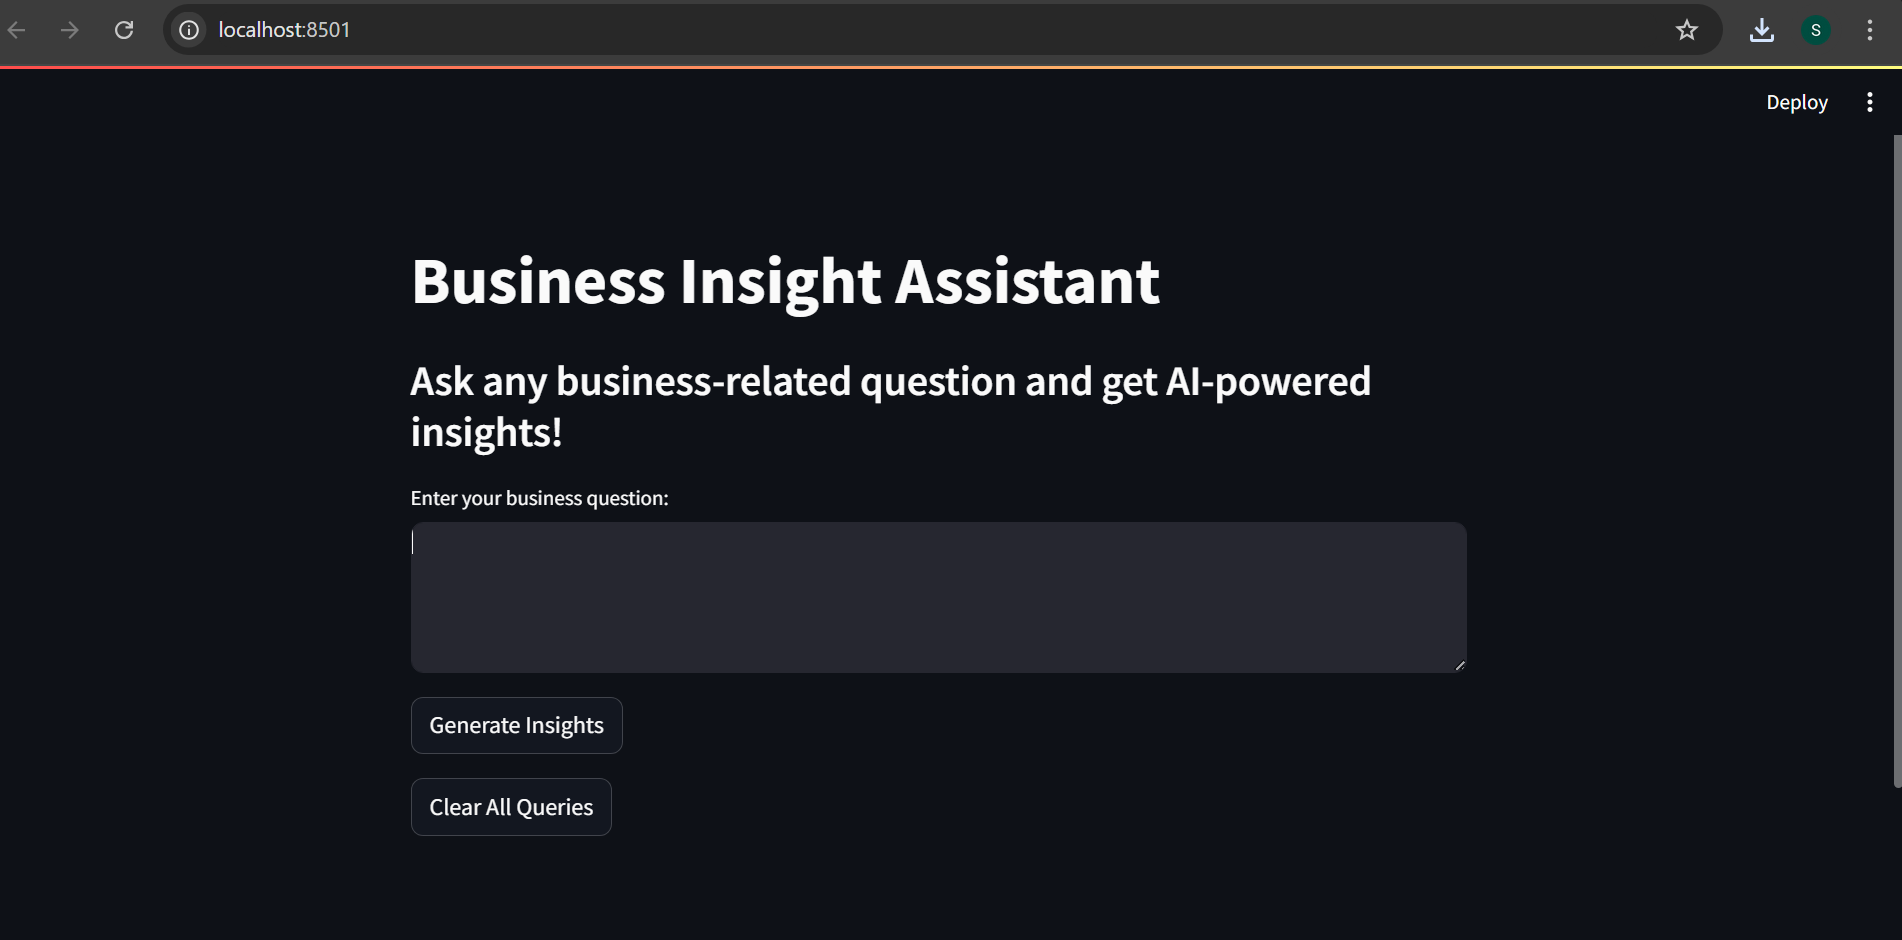 localhost:8501
S
Deploy
Business Insight Assistant
Ask any business-related question and get AI-powered
insights!
Enter your business question:
Generate Insights
Clear All Queries